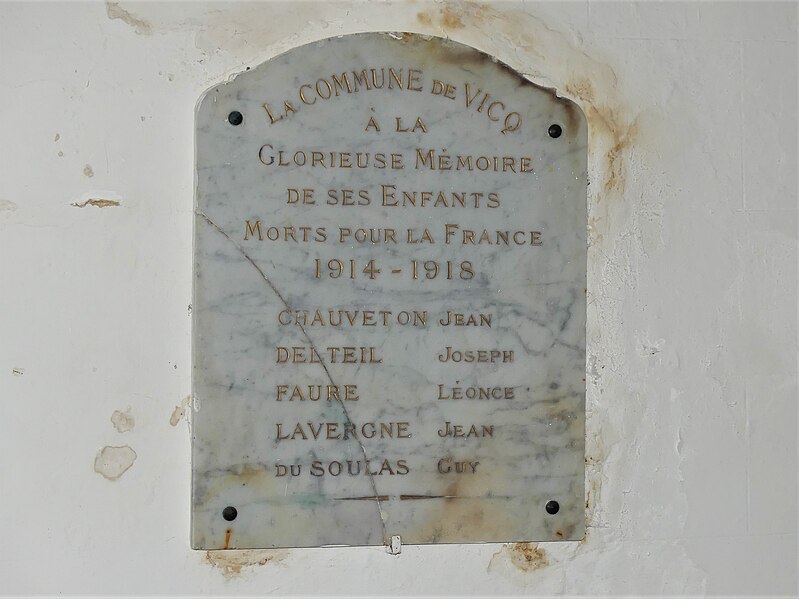 LA COMMUNE DE VICQ
À LA
GLORIEUSE MÉMOIRE
DE SES ENFANTS
MORTS POUR LA FRANCE
1914 - 1918
CHAUVETON JEAN
DELTEIL JOSEPH
FAURE LÉONCE
LAVERGNE JEAN
DU SOULAS GUY